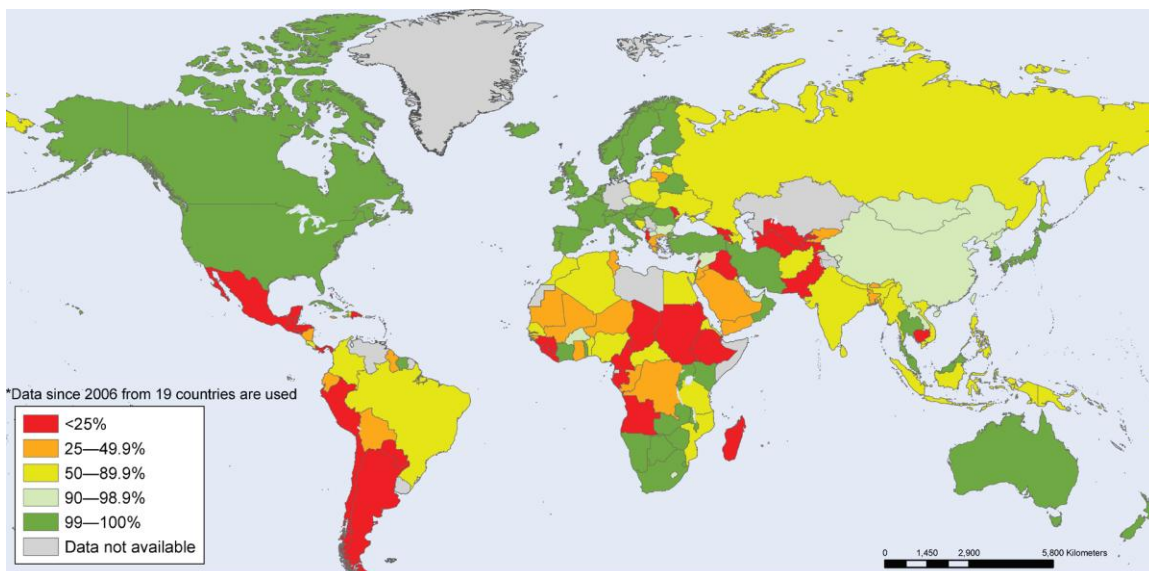 *Data since 2006 from 19 countries are used
<25%
25—49.9%
50—89.9%
90—98.9%
99—100%
Data not available
0 1,450 2,900 5,800 Kilometers